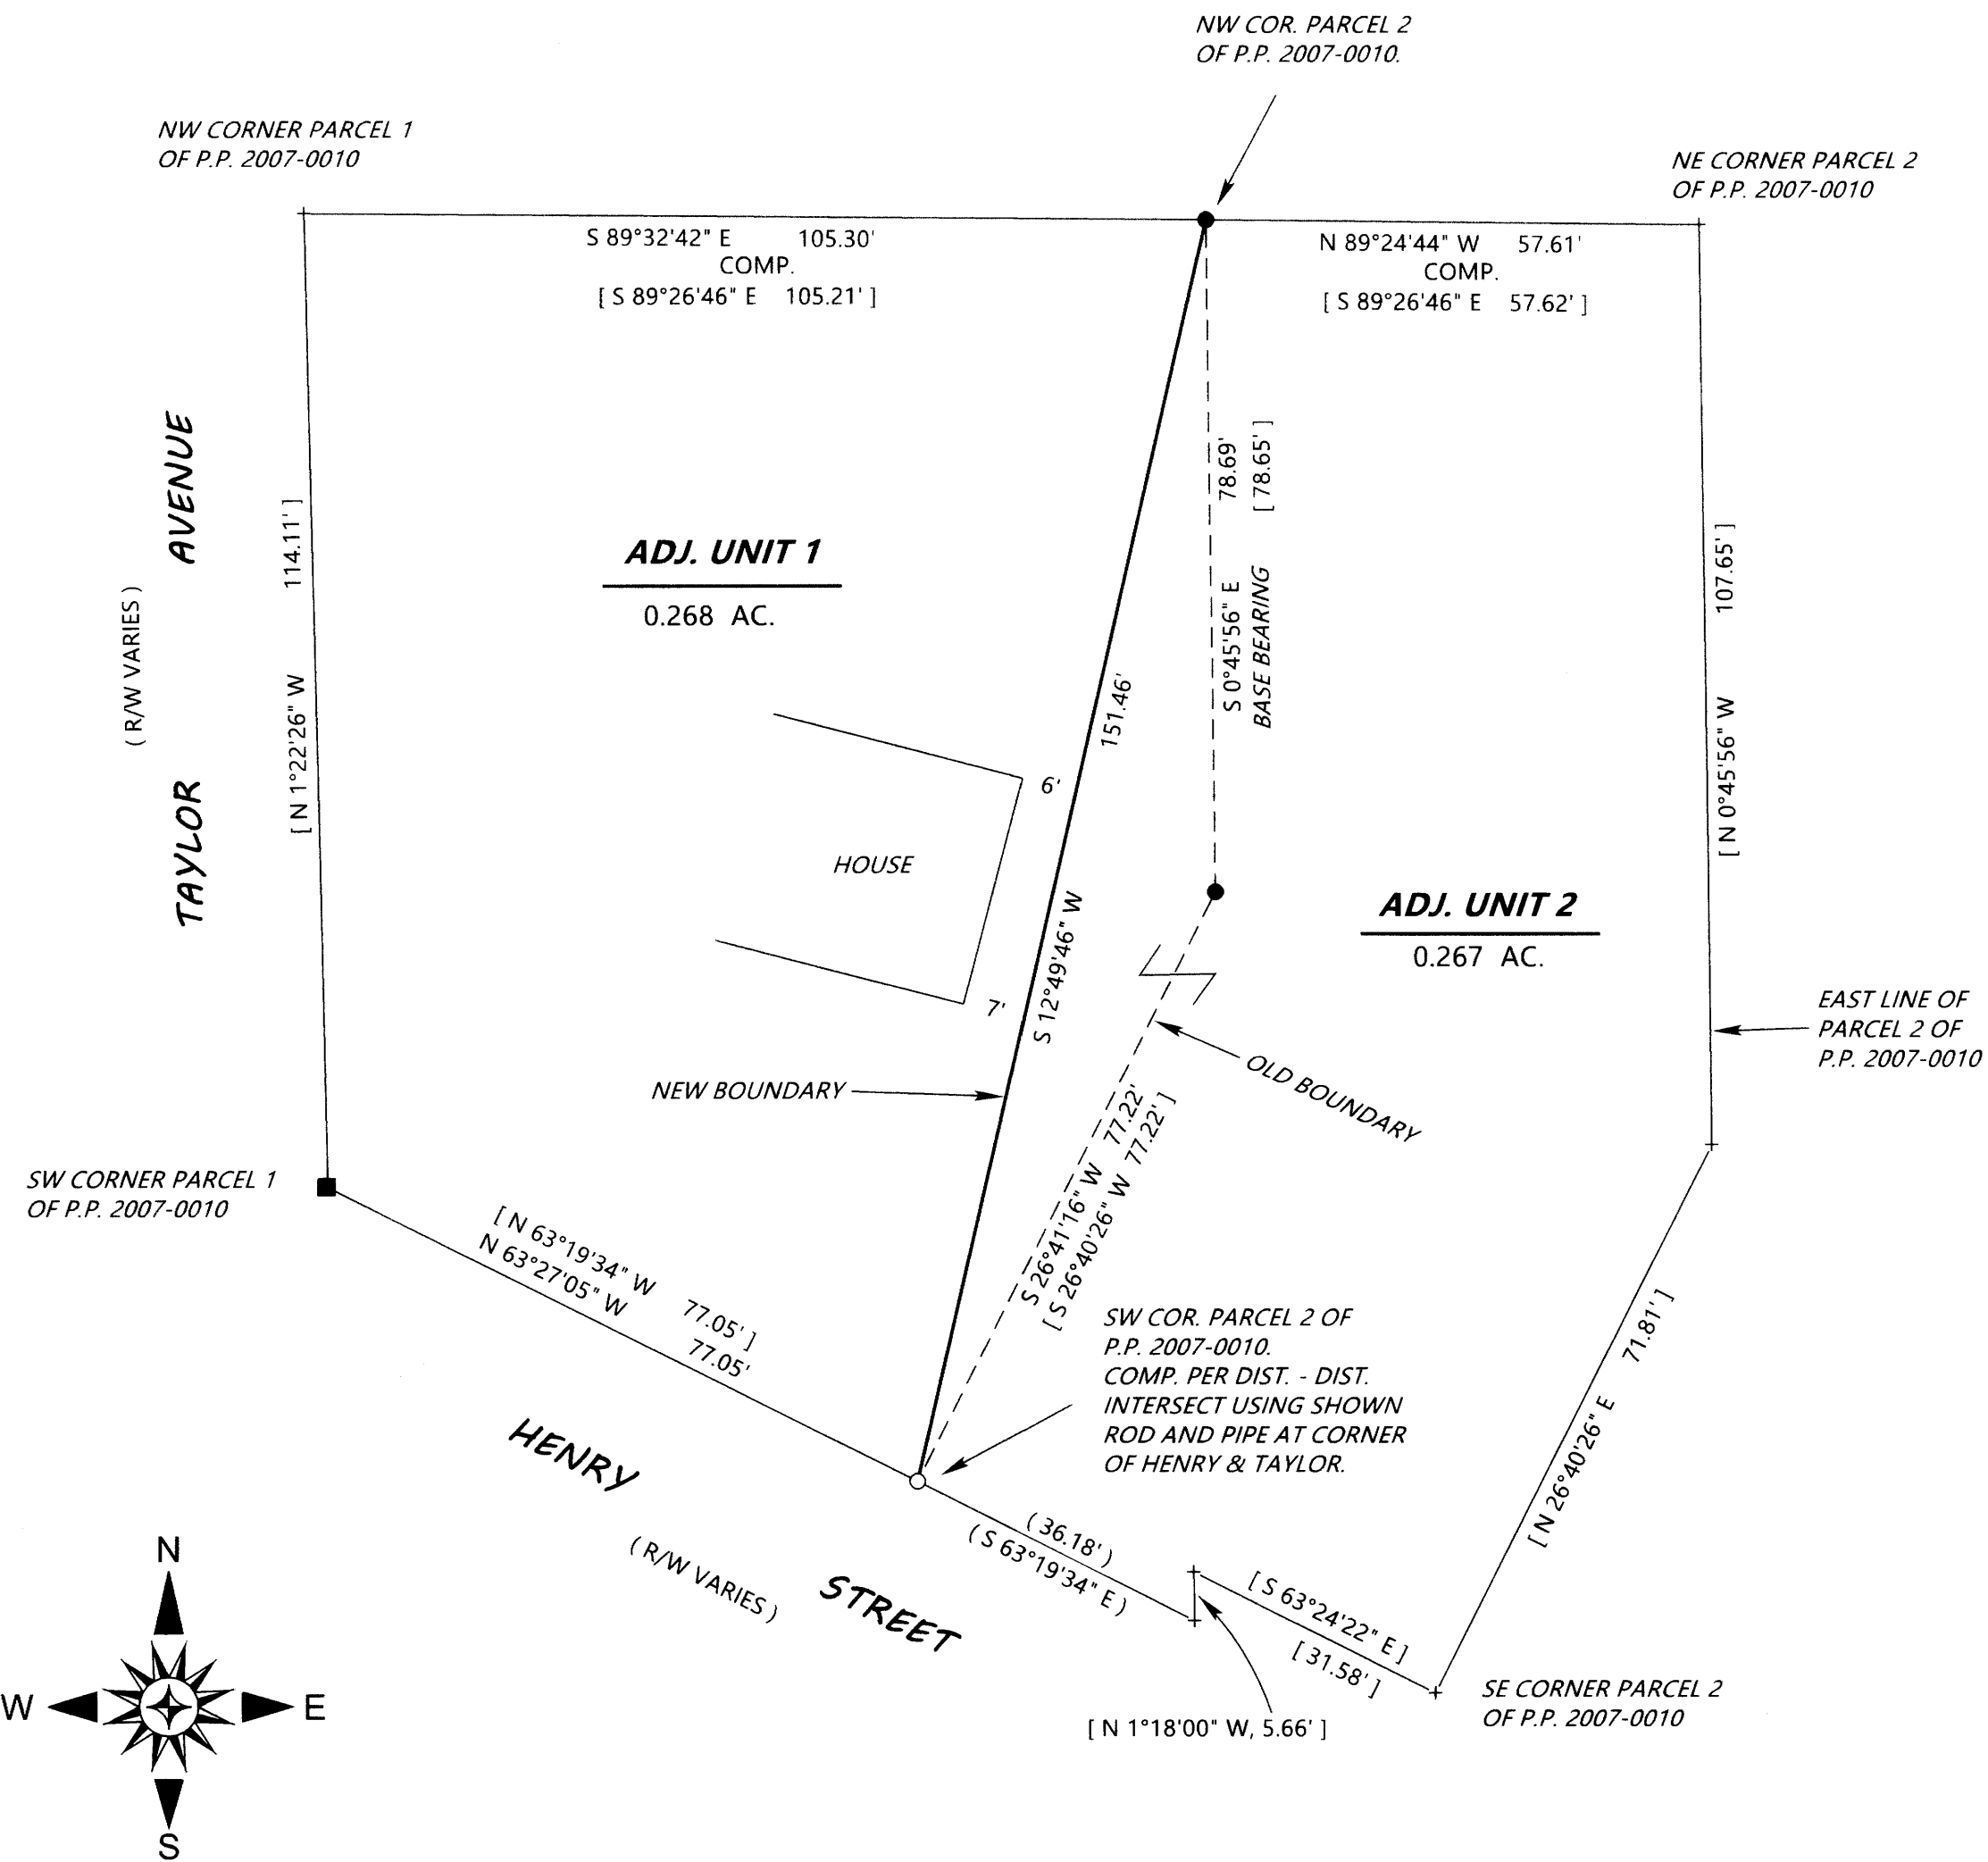 NW COR. PARCEL 2
OF P.P. 2007-0010.
NW CORNER PARCEL 1
OF P.P. 2007-0010
NE CORNER PARCEL 2
OF P.P. 2007-0010
S 89°32'42" E 105.30'
COMP.
[ S 89°26'46" E 105.21' ]
N 89°24'44" W 57.61'
COMP.
[ S 89°26'46" E 57.62' ]
TAYLOR AVENUE
( R/W VARIES )
[ N 1°22'26" W 114.11' ]
ADJ. UNIT 1
0.268 AC.
S 12°49'46" W 151.46'
S 0°45'56" E 78.69'
BASE BEARING [ 78.65' ]
[ N 0°45'56" W 107.65' ]
6'
HOUSE
7'
ADJ. UNIT 2
0.267 AC.
EAST LINE OF
PARCEL 2 OF
P.P. 2007-0010
NEW BOUNDARY
OLD BOUNDARY
S 26°41'16" W 77.22'
[ S 26°40'26" W 77.22' ]
SW CORNER PARCEL 1
OF P.P. 2007-0010
[ N 63°19'34" W 77.05' ]
N 63°27'05" W 77.05'
SW COR. PARCEL 2 OF
P.P. 2007-0010.
COMP. PER DIST. - DIST.
INTERSECT USING SHOWN
ROD AND PIPE AT CORNER
OF HENRY & TAYLOR.
[ N 26°40'26" E 71.81' ]
HENRY STREET
( R/W VARIES )
( 36.18' )
( S 63°19'34" E )
[ S 63°24'22" E ]
[ 31.58' ]
[ N 1°18'00" W, 5.66' ]
SE CORNER PARCEL 2
OF P.P. 2007-0010
N
W E
S